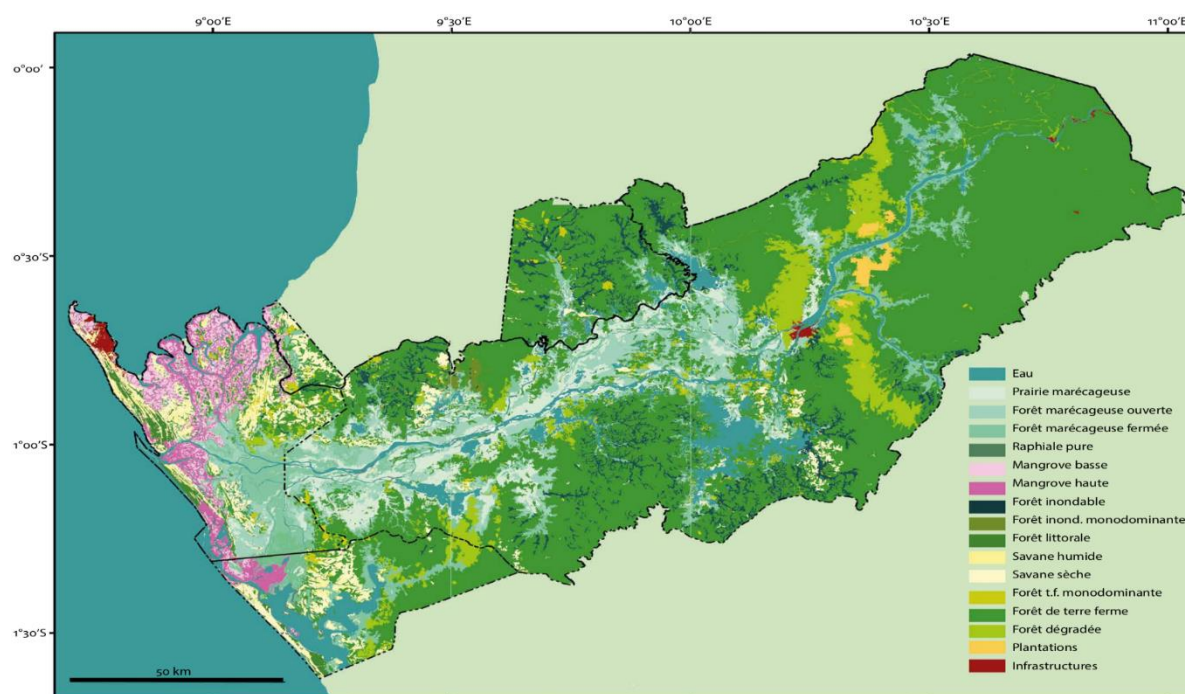 9°00'E 9°30'E 10°00'E 10°30'E 11°00'E
0°00'
0°30'S
1°00'S
1°30'S
50 km
Eau
Prairie marécageuse
Forêt marécageuse ouverte
Forêt marécageuse fermée
Raphiale pure
Mangrove basse
Mangrove haute
Forêt inondable
Forêt inond. monodominante
Forêt littorale
Savane humide
Savane sèche
Forêt t.f. monodominante
Forêt de terre ferme
Forêt dégradée
Plantations
Infrastructures